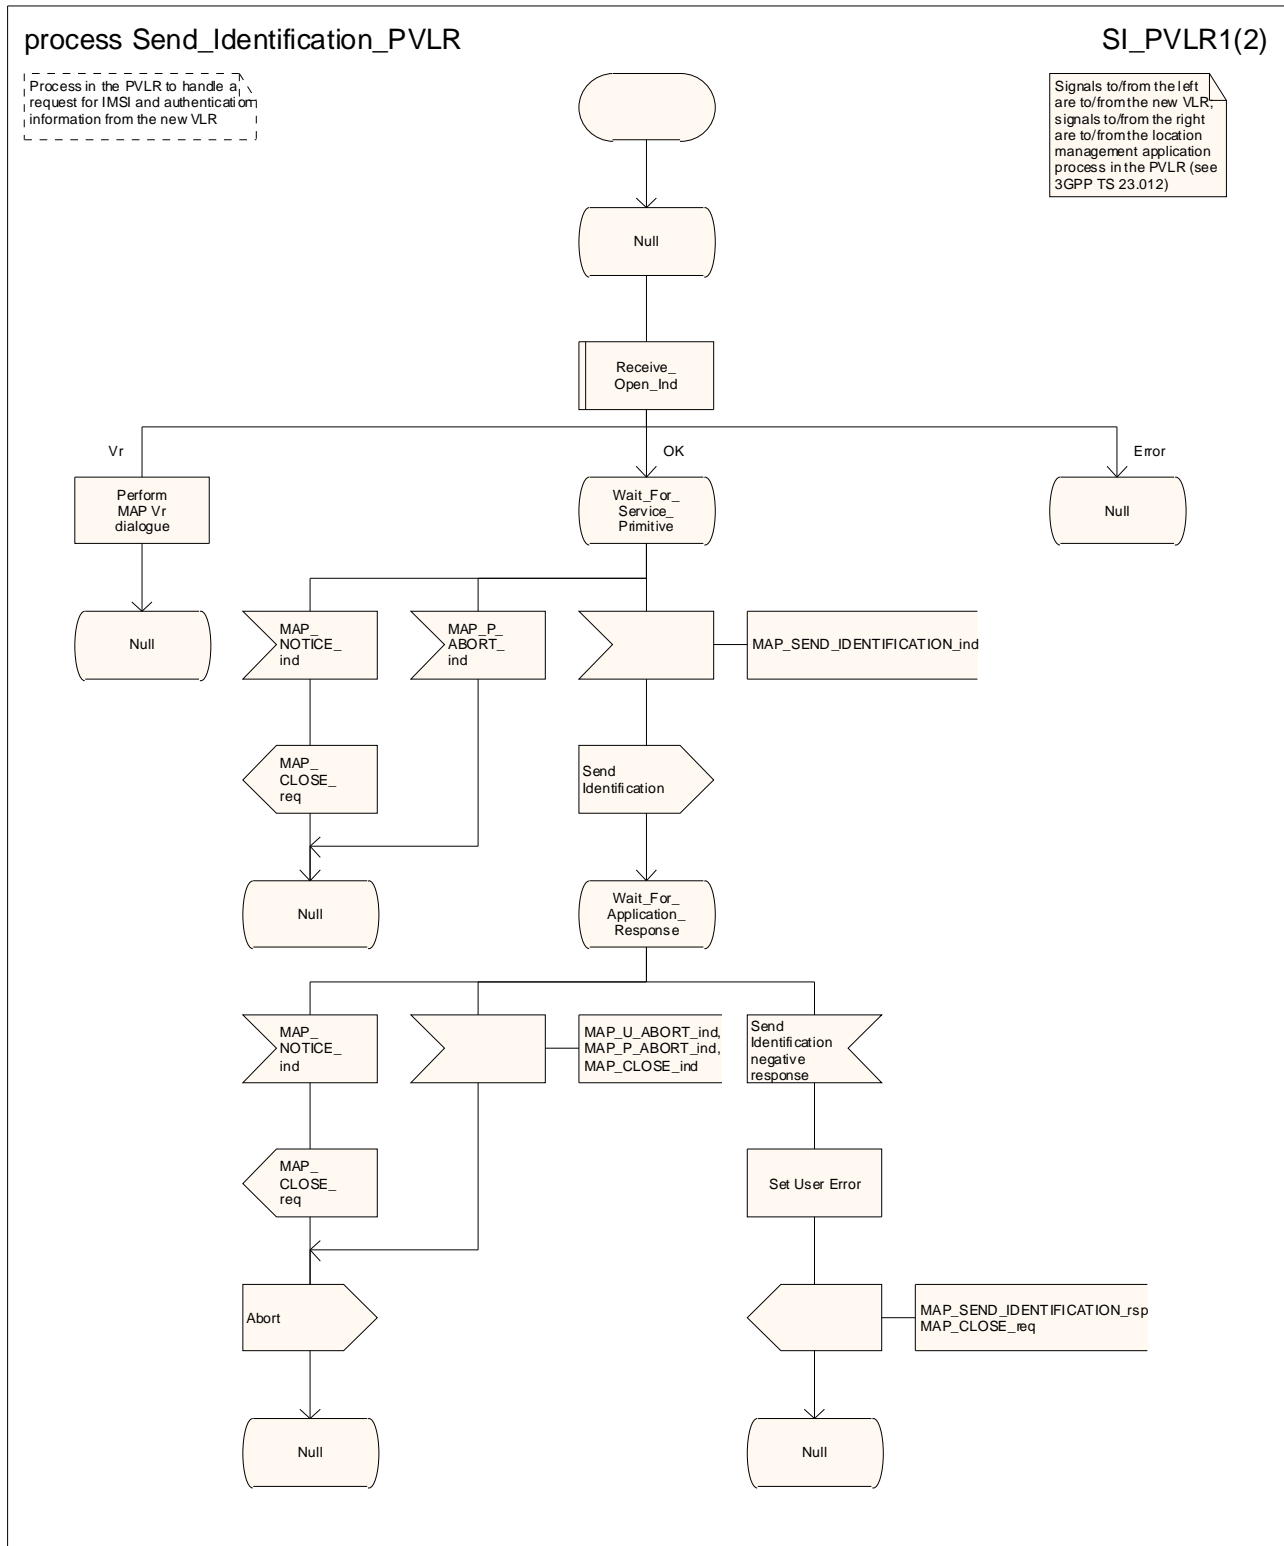 process Send_Identification_PVLR
SI_PVLR1(2)
Process in the PVLR to handle a
request for IMSI and authentication
information from the new VLR
Signals to/from the left
are to/from the new VLR;
signals to/from the right
are to/from the location
management application
process in the PVLR (see
3GPP TS 23.012)
Null
Receive_
Open_Ind
Vr
OK
Error
Perform
MAP Vr
dialogue
Wait_For_
Service_
Primitive
Null
Null
MAP_
NOTICE_
ind
MAP_P_
ABORT_
ind
MAP_SEND_IDENTIFICATION_ind
MAP_
CLOSE_
req
Send
Identification
Null
Wait_For_
Application_
Response
MAP_
NOTICE_
ind
MAP_U_ABORT_ind,
MAP_P_ABORT_ind,
MAP_CLOSE_ind
Send
Identification
negative
response
MAP_
CLOSE_
req
Set User Error
Abort
MAP_SEND_IDENTIFICATION_rsp
MAP_CLOSE_req
Null
Null